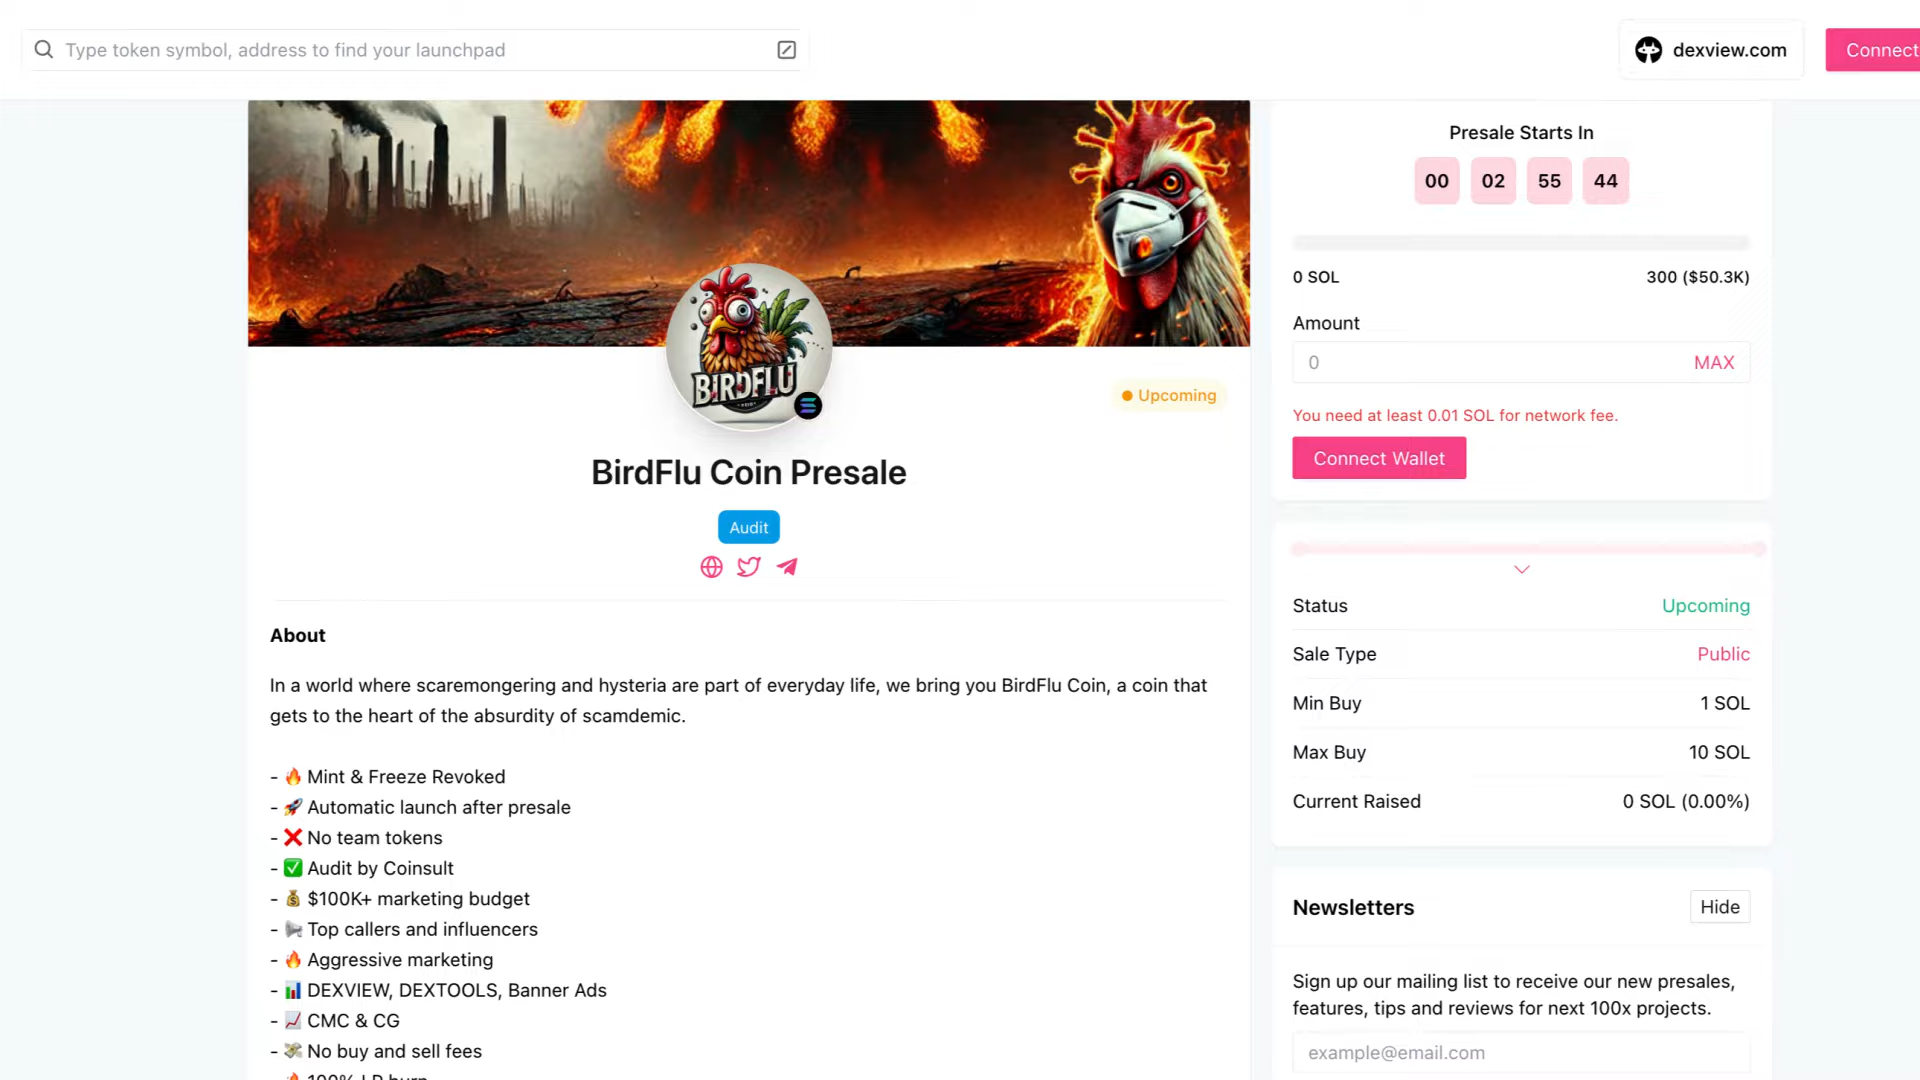 Type token symbol, address to find your launchpad
dexview.com
Connect
BIRDFLU
Upcoming
BirdFlu Coin Presale
Audit
About
In a world where scaremongering and hysteria are part of everyday life, we bring you BirdFlu Coin, a coin that
gets to the heart of the absurdity of scamdemic.
- 🔥 Mint & Freeze Revoked
- 🚀 Automatic launch after presale
- ❌ No team tokens
- ✅ Audit by Coinsult
- 💰 $100K+ marketing budget
- 📢 Top callers and influencers
- 🔥 Aggressive marketing
- 📊 DEXVIEW, DEXTOOLS, Banner Ads
- 📈 CMC & CG
- 💸 No buy and sell fees
- 🔥 100% LP burn
Presale Starts In
00 02 55 44
0 SOL 300 ($50.3K)
Amount
0 MAX
You need at least 0.01 SOL for network fee.
Connect Wallet
Status Upcoming
Sale Type Public
Min Buy 1 SOL
Max Buy 10 SOL
Current Raised 0 SOL (0.00%)
Newsletters Hide
Sign up our mailing list to receive our new presales,
features, tips and reviews for next 100x projects.
example@email.com